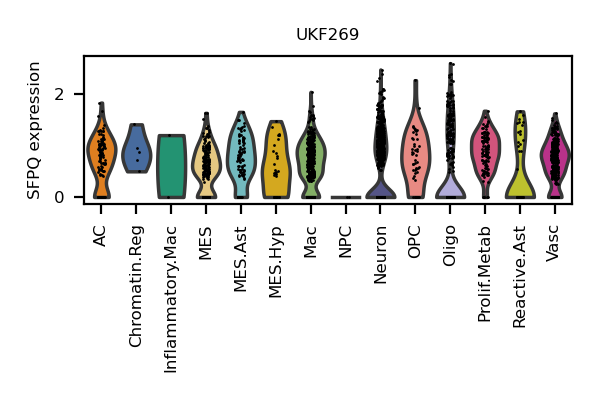 UKF269
SFPQ expression
2
0
AC
Chromatin.Reg
Inflammatory.Mac
MES
MES.Ast
MES.Hyp
Mac
NPC
Neuron
OPC
Oligo
Prolif.Metab
Reactive.Ast
Vasc